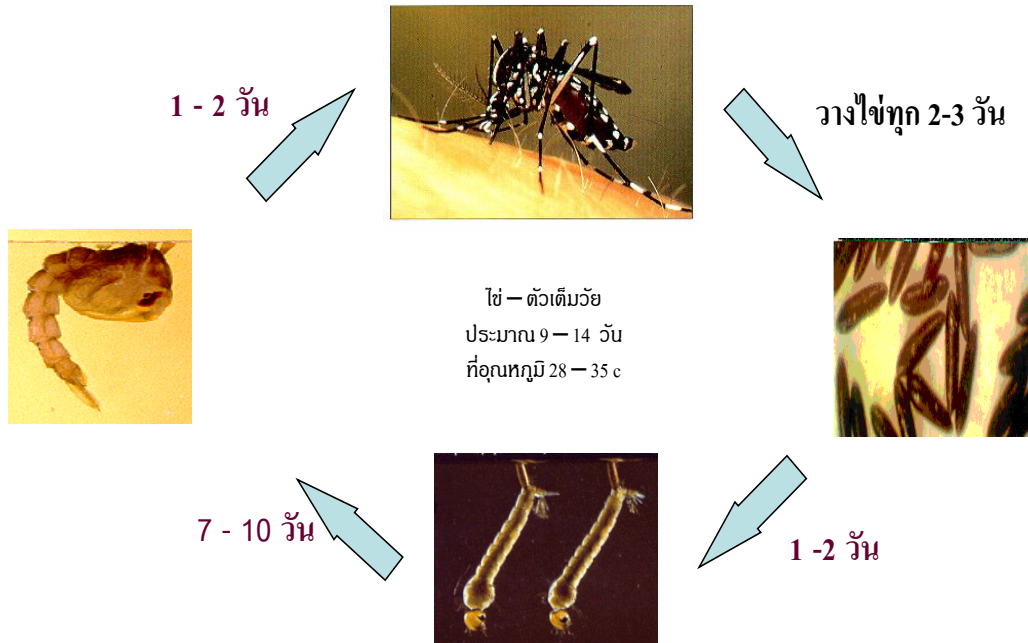 1 - 2 วัน
วางไข่ทุก 2-3 วัน
ไข่ – ตัวเต็มวัย
ประมาณ 9 – 14 วัน
ที่อุณหภูมิ 28 – 35 c
7 - 10 วัน
1 -2 วัน